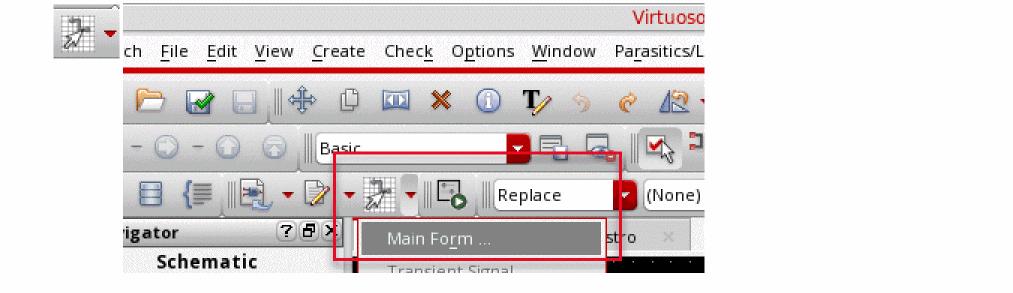 Virtuoso
ch File Edit View Create Check Options Window Parasitics/L
Basic
Replace (None)
igator
Main Form ... stro
Schematic
Transient Signal